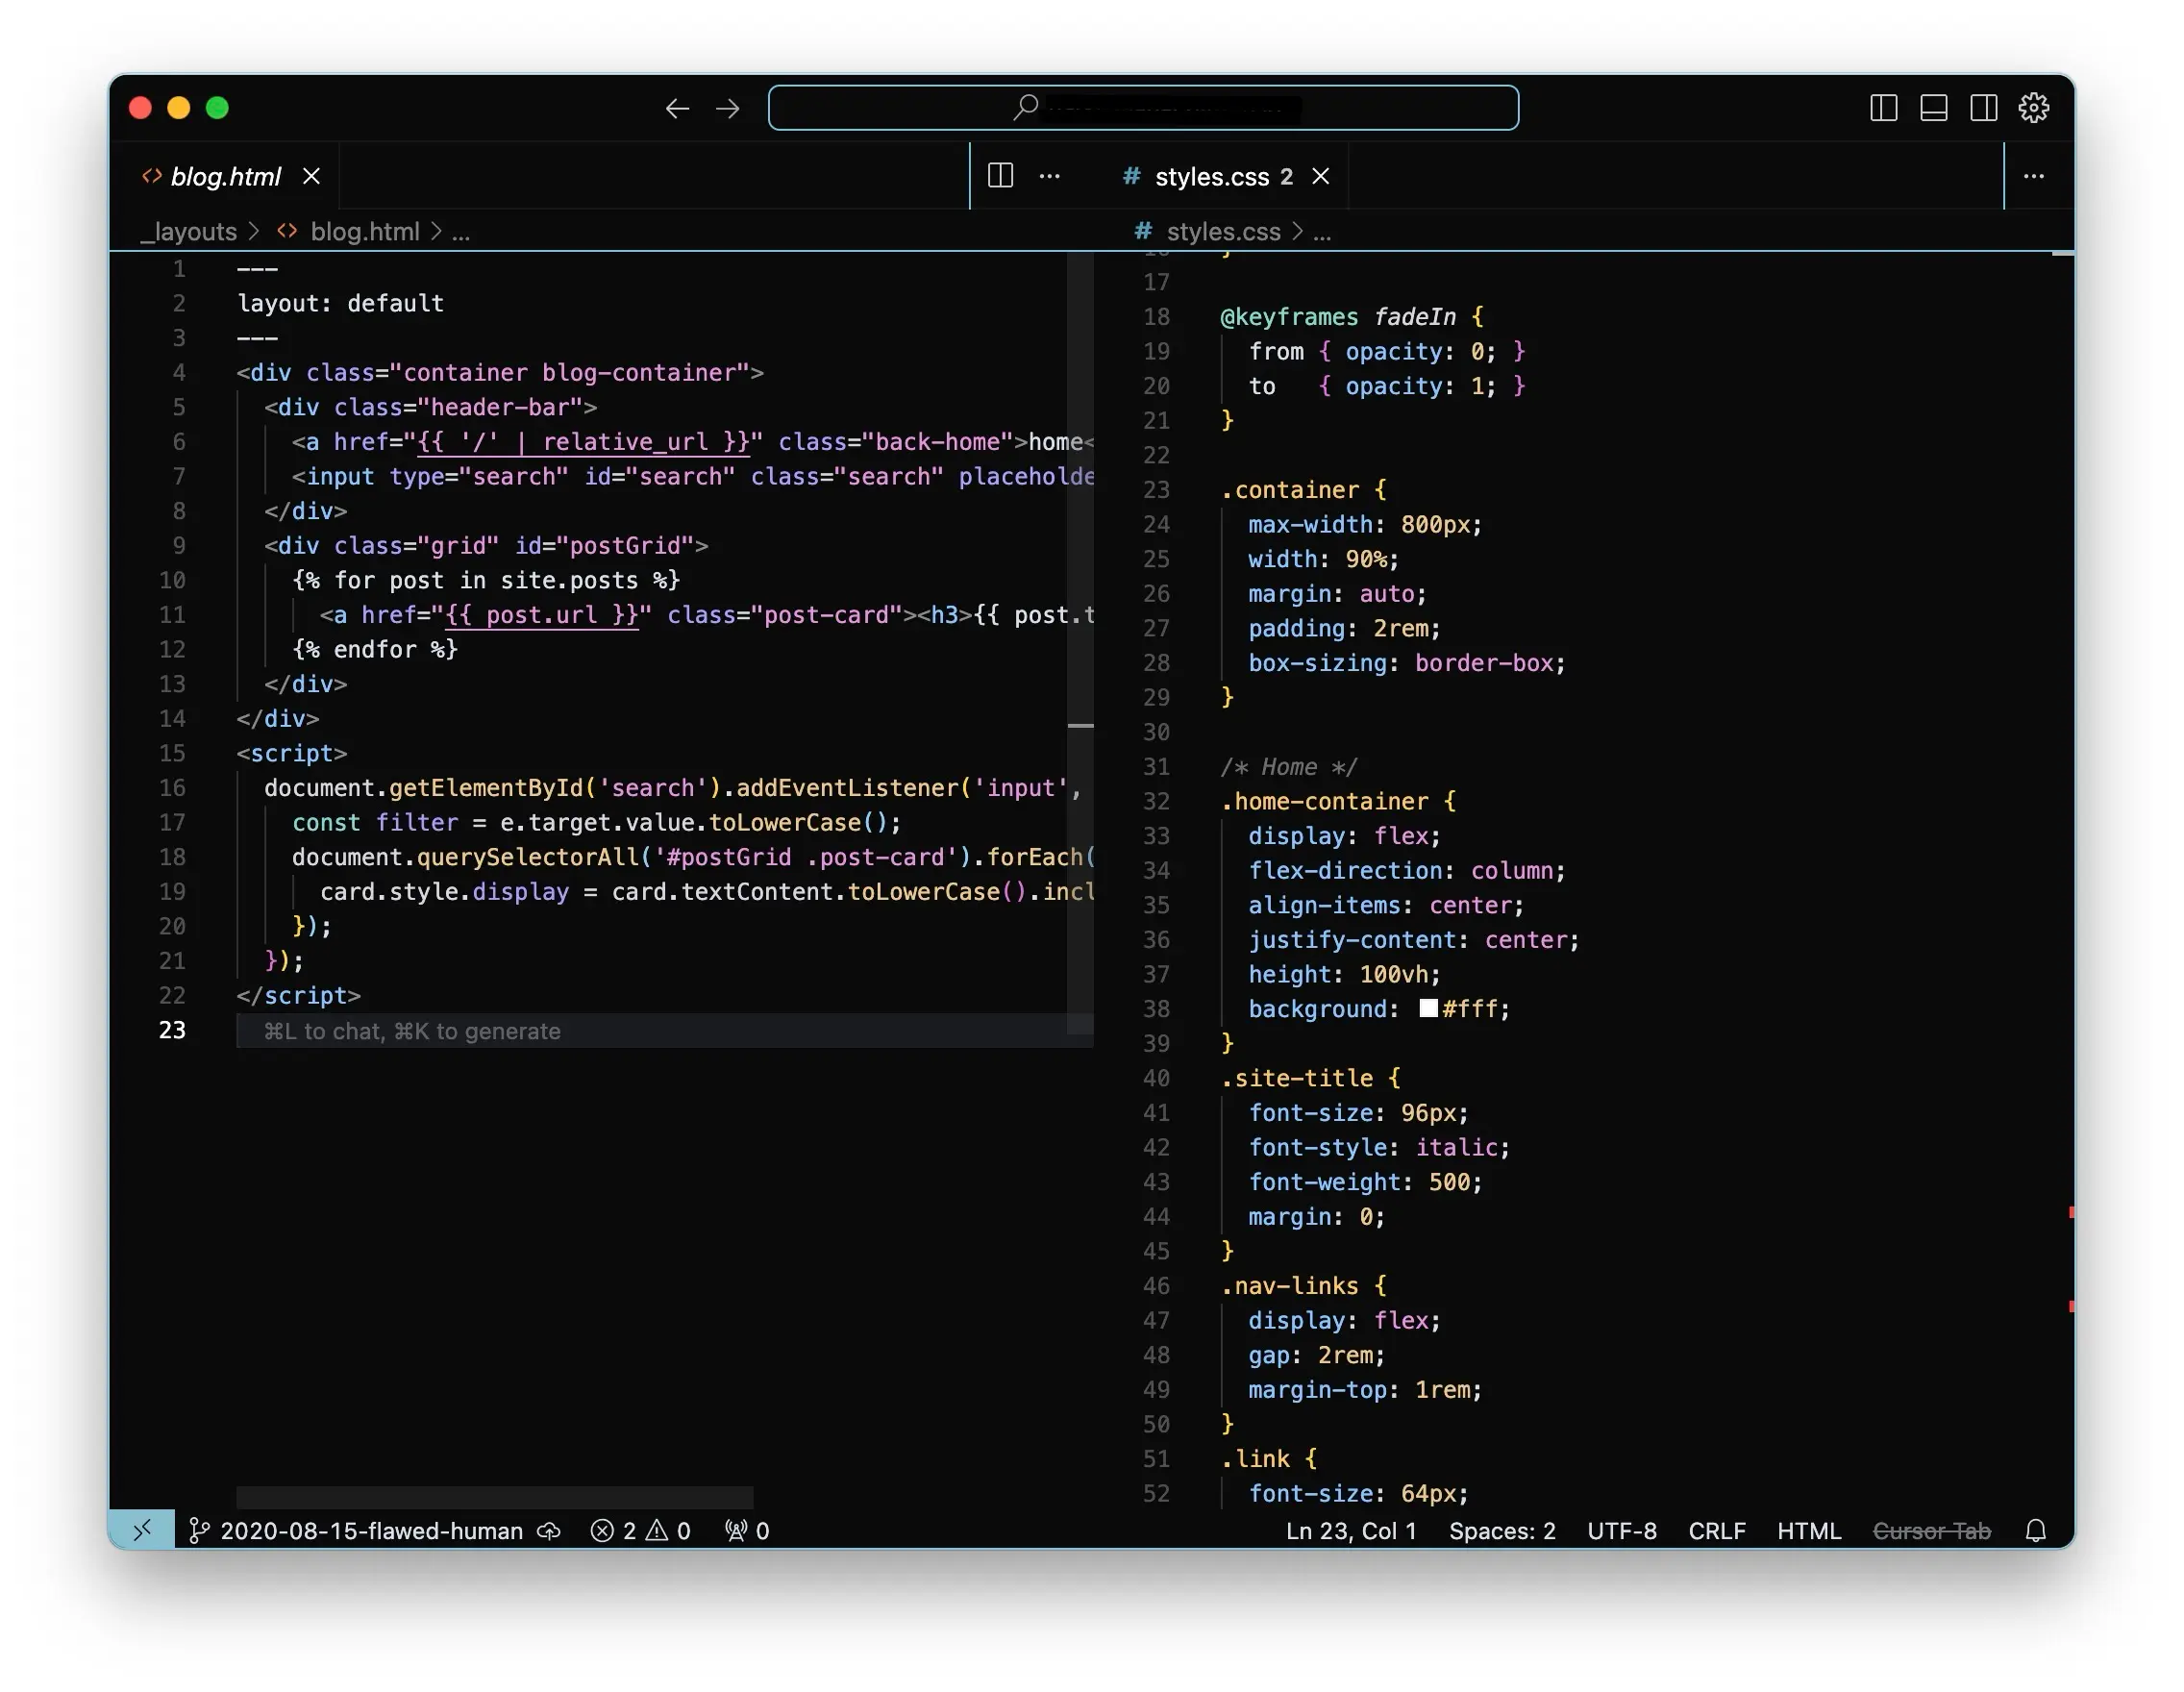 blog.html
styles.css 2
_layouts > blog.html > ...
styles.css > ...
1 ---
2 layout: default
3 ---
4 <div class="container blog-container">
5 <div class="header-bar">
6 <a href="{{ '/' | relative_url }}" class="back-home">home<
7 <input type="search" id="search" class="search" placeholde
8 </div>
9 <div class="grid" id="postGrid">
10 {% for post in site.posts %}
11 <a href="{{ post.url }}" class="post-card"><h3>{{ post.t
12 {% endfor %}
13 </div>
14 </div>
15 <script>
16 document.getElementById('search').addEventListener('input',
17 const filter = e.target.value.toLowerCase();
18 document.querySelectorAll('#postGrid .post-card').forEach(
19 card.style.display = card.textContent.toLowerCase().incl
20 });
21 });
22 </script>
23 ⌘L to chat, ⌘K to generate
16 }
17
18 @keyframes fadeIn {
19 from { opacity: 0; }
20 to   { opacity: 1; }
21 }
22
23 .container {
24 max-width: 800px;
25 width: 90%;
26 margin: auto;
27 padding: 2rem;
28 box-sizing: border-box;
29 }
30
31 /* Home */
32 .home-container {
33 display: flex;
34 flex-direction: column;
35 align-items: center;
36 justify-content: center;
37 height: 100vh;
38 background: #fff;
39 }
40 .site-title {
41 font-size: 96px;
42 font-style: italic;
43 font-weight: 500;
44 margin: 0;
45 }
46 .nav-links {
47 display: flex;
48 gap: 2rem;
49 margin-top: 1rem;
50 }
51 .link {
52 font-size: 64px;
2020-08-15-flawed-human 2 0 0 Ln 23, Col 1 Spaces: 2 UTF-8 CRLF HTML Cursor Tab